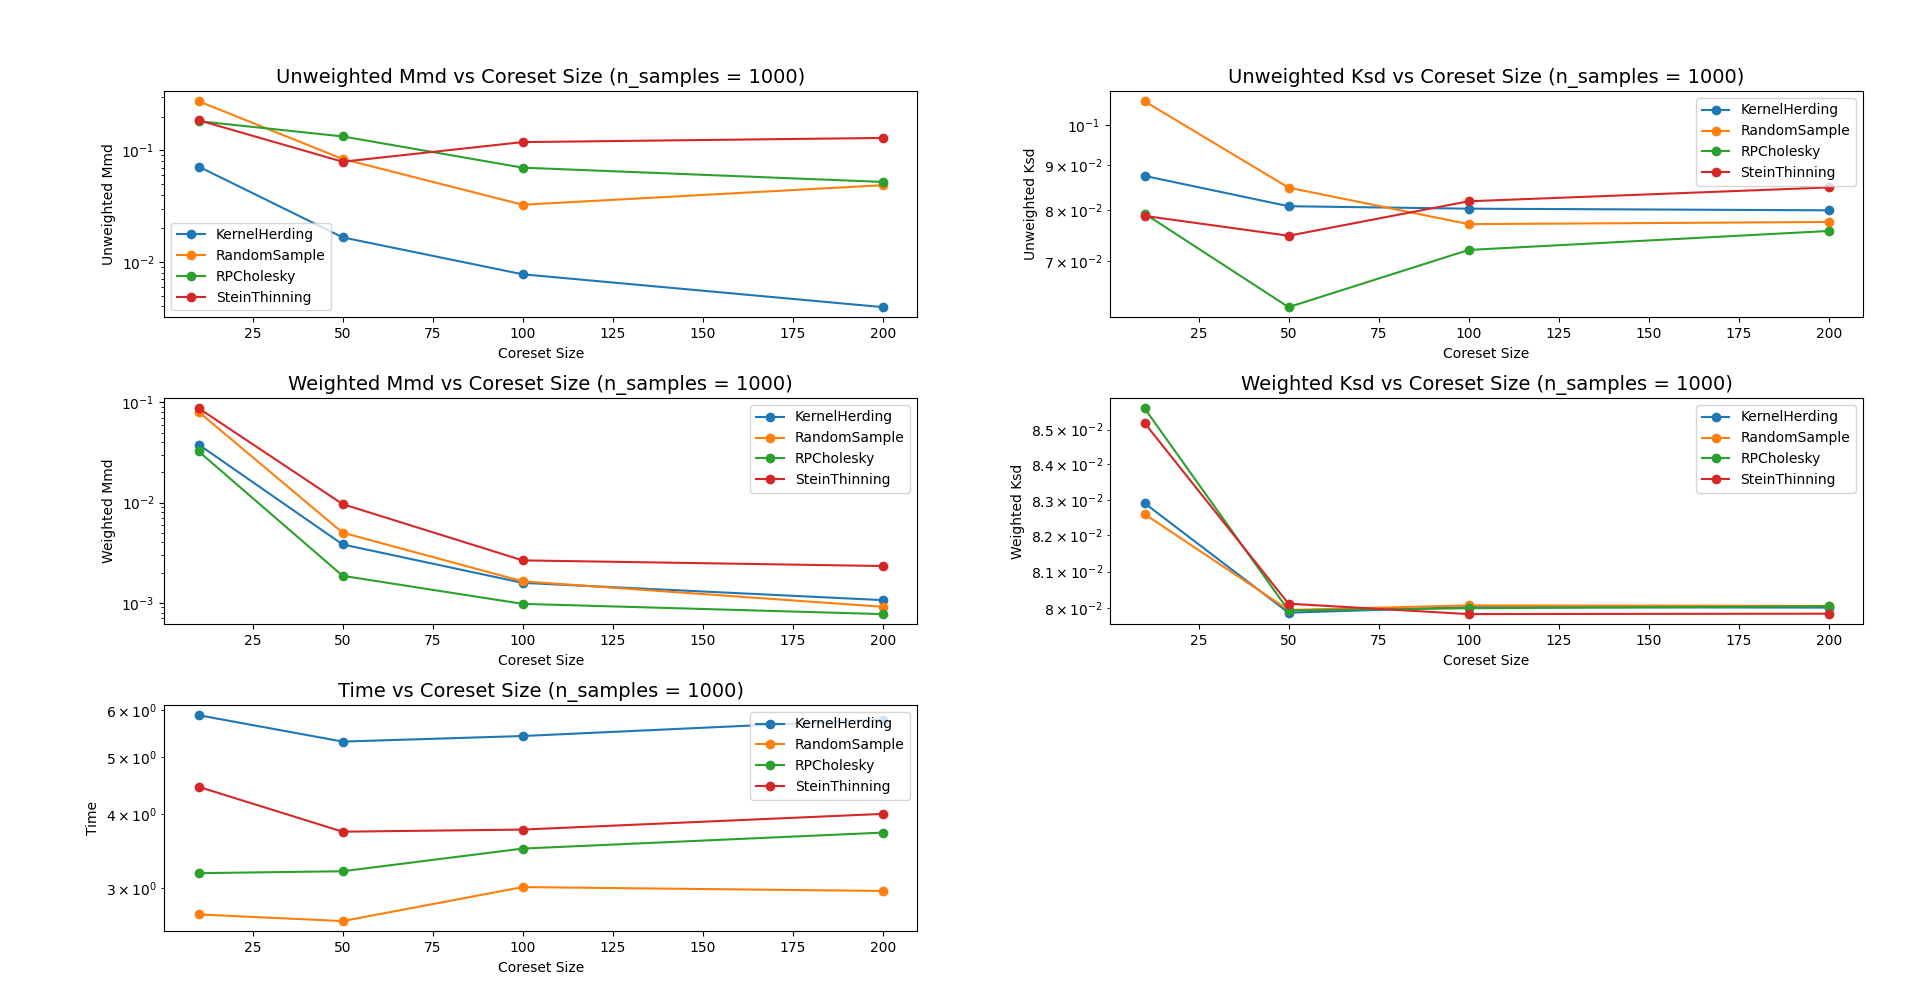 Unweighted Mmd vs Coreset Size (n_samples = 1000)
Unweighted Mmd
10⁻¹
10⁻²
KernelHerding
RandomSample
RPCholesky
SteinThinning
25 50 75 100 125 150 175 200
Coreset Size
Unweighted Ksd vs Coreset Size (n_samples = 1000)
Unweighted Ksd
10⁻¹
9 × 10⁻²
8 × 10⁻²
7 × 10⁻²
KernelHerding
RandomSample
RPCholesky
SteinThinning
25 50 75 100 125 150 175 200
Coreset Size
Weighted Mmd vs Coreset Size (n_samples = 1000)
Weighted Mmd
10⁻¹
10⁻²
10⁻³
KernelHerding
RandomSample
RPCholesky
SteinThinning
25 50 75 100 125 150 175 200
Coreset Size
Weighted Ksd vs Coreset Size (n_samples = 1000)
Weighted Ksd
8.5 × 10⁻²
8.4 × 10⁻²
8.3 × 10⁻²
8.2 × 10⁻²
8.1 × 10⁻²
8 × 10⁻²
KernelHerding
RandomSample
RPCholesky
SteinThinning
25 50 75 100 125 150 175 200
Coreset Size
Time vs Coreset Size (n_samples = 1000)
Time
6 × 10⁰
5 × 10⁰
4 × 10⁰
3 × 10⁰
KernelHerding
RandomSample
RPCholesky
SteinThinning
25 50 75 100 125 150 175 200
Coreset Size